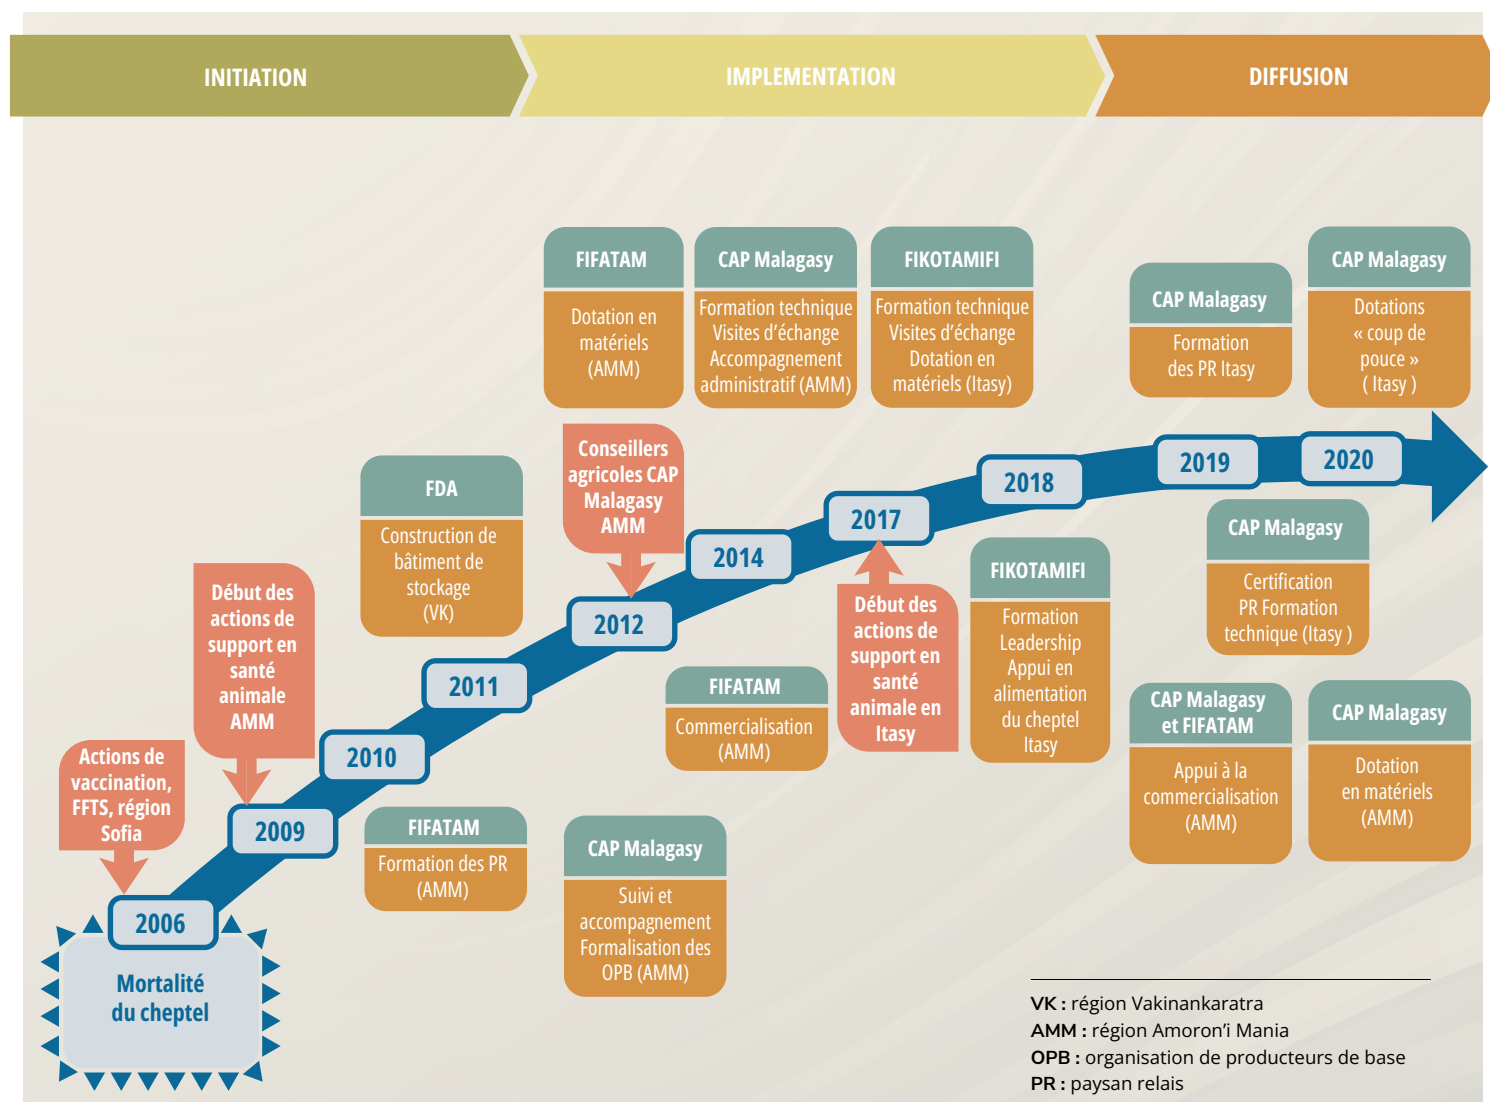 INITIATION
IMPLEMENTATION
DIFFUSION
FIFATAM
Dotation en
matériels
(AMM)
CAP Malagasy
Formation technique
Visites d’échange
Accompagnement
administratif (AMM)
FIKOTAMIFI
Formation technique
Visites d’échange
Dotation en
matériels (Itasy)
CAP Malagasy
Formation
des PR Itasy
CAP Malagasy
Dotations
« coup de
pouce »
( Itasy )
FDA
Construction de
bâtiment de
stockage
(VK)
Conseillers
agricoles CAP
Malagasy
AMM
Début des
actions de
support en
santé
animale
AMM
Actions de
vaccination,
FFTS, région
Sofia
2006
2009
2010
2011
2012
2014
2017
2018
2019
2020
Mortalité
du cheptel
FIFATAM
Formation des PR
(AMM)
CAP Malagasy
Suivi et
accompagnement
Formalisation des
OPB (AMM)
FIFATAM
Commercialisation
(AMM)
Début des
actions de
support en
santé
animale en
Itasy
FIKOTAMIFI
Formation
Leadership
Appui en
alimentation
du cheptel
Itasy
CAP Malagasy
Certification
PR Formation
technique (Itasy )
CAP Malagasy
et FIFATAM
Appui à la
commercialisation
(AMM)
CAP Malagasy
Dotation
en matériels
(AMM)
VK : région Vakinankaratra
AMM : région Amoron’i Mania
OPB : organisation de producteurs de base
PR : paysan relais